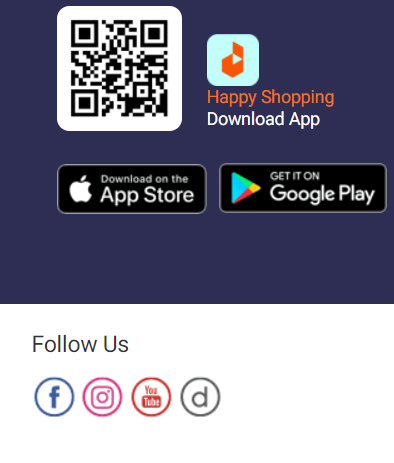 Happy Shopping
Download App
Download on the
App Store
GET IT ON
Google Play
Follow Us
f
You
Tube
d